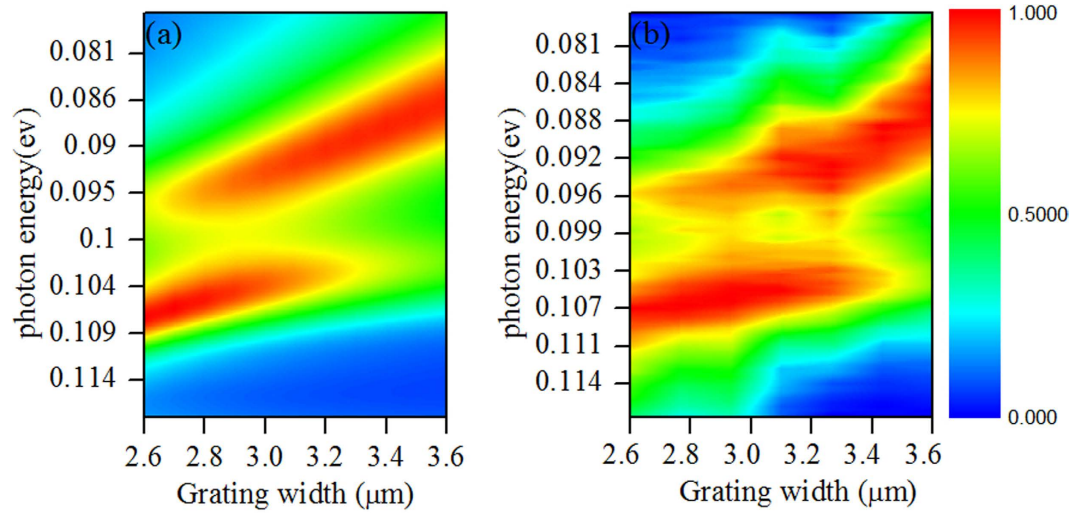 (a)
photon energy(ev)
0.081
0.086
0.09
0.095
0.1
0.104
0.109
0.114
2.6 2.8 3.0 3.2 3.4 3.6
Grating width (μm)
(b)
photon energy(ev)
0.081
0.084
0.088
0.092
0.096
0.099
0.103
0.107
0.111
0.114
2.6 2.8 3.0 3.2 3.4 3.6
Grating width (μm)
1.000
0.5000
0.000